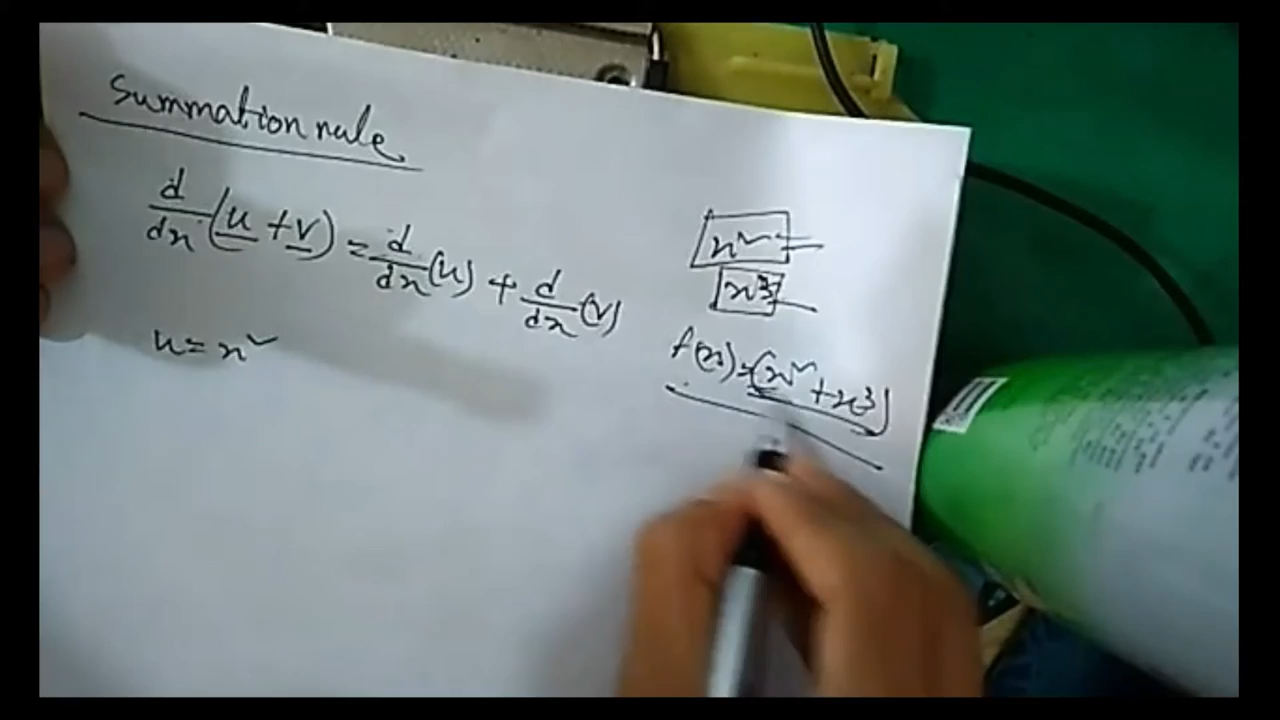 Summation rule
d/dx (u + v) = d/dx (u) + d/dx (v)
u = x²
x²
x³
f(x) = (x² + x³)